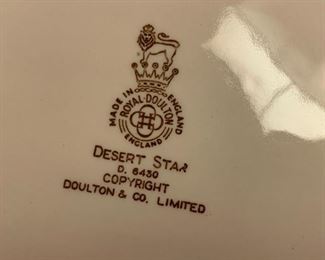 MADE IN ENGLAND
ROYAL·DOULTON
ENGLAND
DESERT STAR
D. 6430
COPYRIGHT
DOULTON & CO. LIMITED